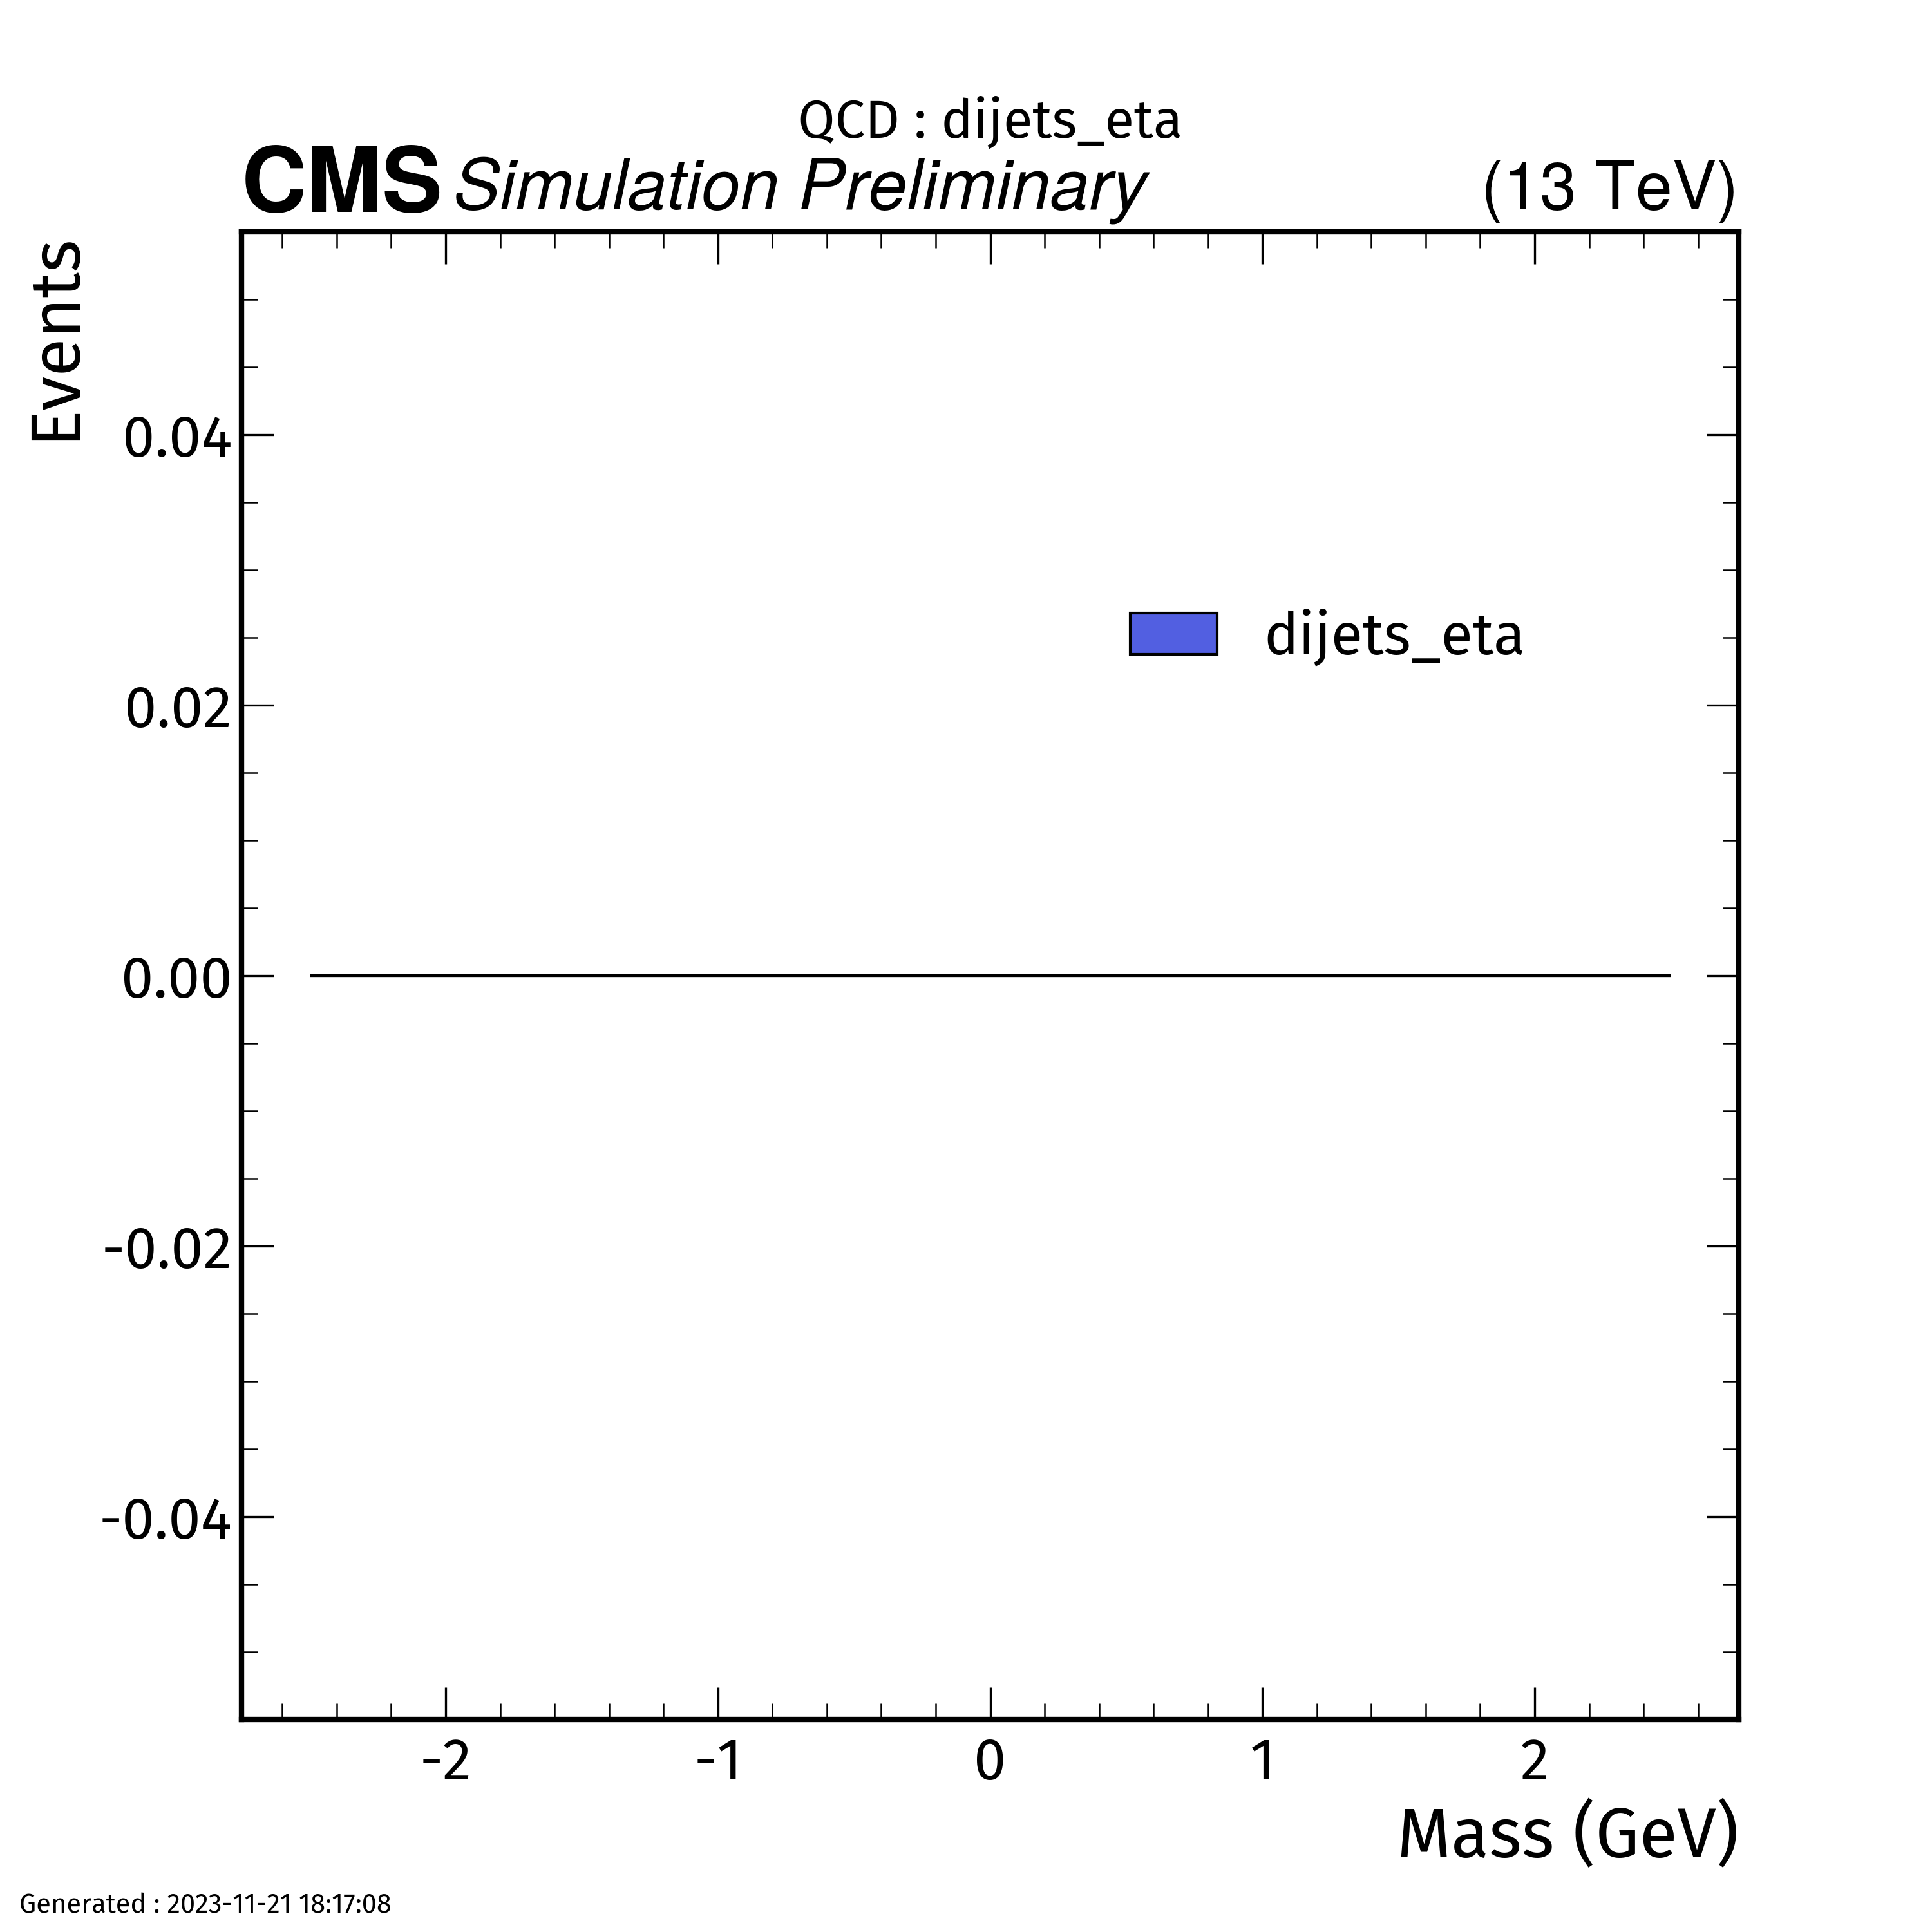 QCD : dijets_eta
CMS Simulation Preliminary (13 TeV)
Events
0.04
dijets_eta
0.02
0.00
-0.02
-0.04
-2 -1 0 1 2
Mass (GeV)
Generated : 2023-11-21 18:17:08